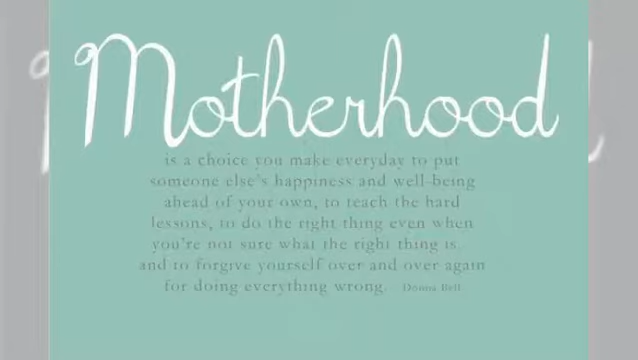 Motherhood
is a choice you make everyday to put
someone else's happiness and well-being
ahead of your own, to teach the hard
lessons, to do the right thing even when
you're not sure what the right thing is...
and to forgive yourself over and over again
for doing everything wrong. - Donna Ball